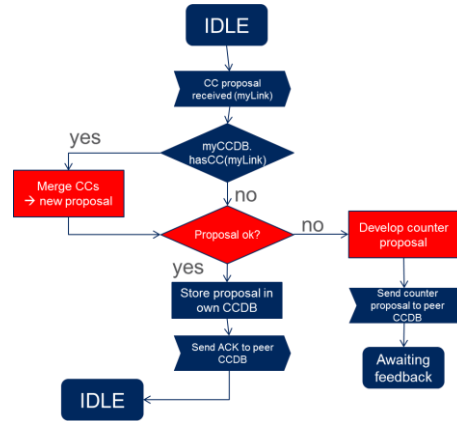 IDLE
CC proposal
received (myLink)
yes
myCCDB.
hasCC(myLink)
Merge CCs
→ new proposal
no
Proposal ok?
no
Develop counter
proposal
yes
Store proposal in
own CCDB
Send counter
proposal to peer
CCDB
Send ACK to peer
CCDB
Awaiting
feedback
IDLE